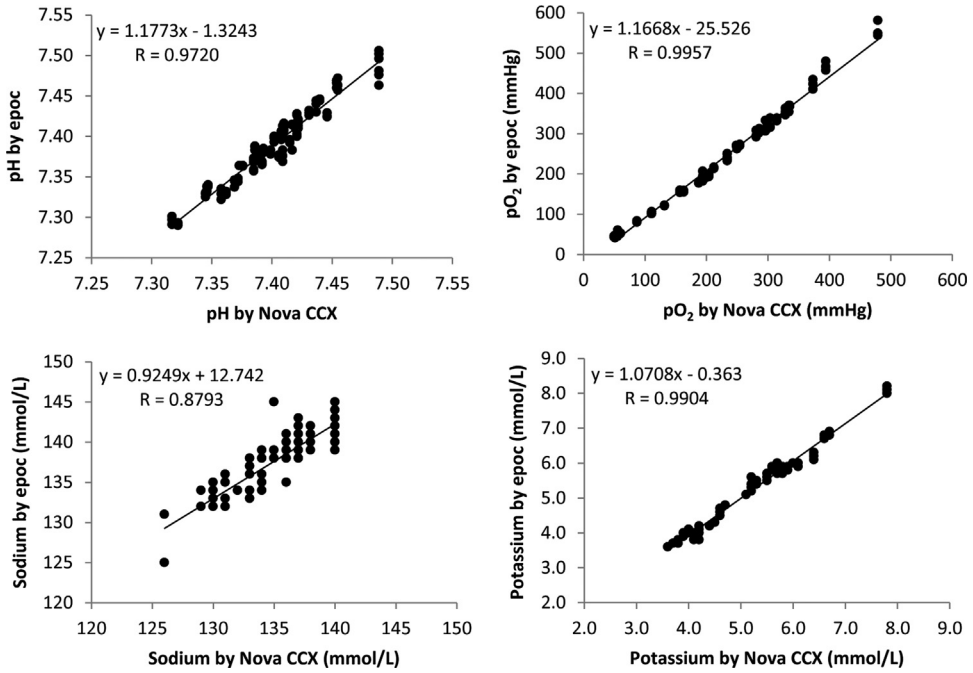 y = 1.1773x - 1.3243
R = 0.9720
7.55
7.50
7.45
7.40
7.35
7.30
7.25
pH by epoc
7.25 7.30 7.35 7.40 7.45 7.50 7.55
pH by Nova CCX
y = 1.1668x - 25.526
R = 0.9957
600
500
400
300
200
100
0
pO₂ by epoc (mmHg)
0 100 200 300 400 500 600
pO₂ by Nova CCX (mmHg)
y = 0.9249x + 12.742
R = 0.8793
150
145
140
135
130
125
120
Sodium by epoc (mmol/L)
120 125 130 135 140 145 150
Sodium by Nova CCX (mmol/L)
y = 1.0708x - 0.363
R = 0.9904
9.0
8.0
7.0
6.0
5.0
4.0
3.0
2.0
Potassium by epoc (mmol/L)
2.0 3.0 4.0 5.0 6.0 7.0 8.0 9.0
Potassium by Nova CCX (mmol/L)